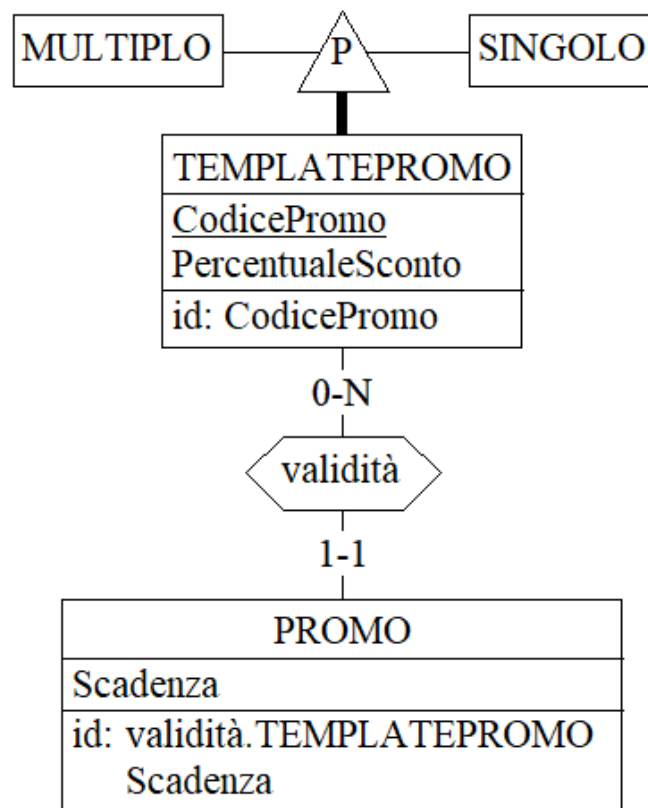 MULTIPLO
P
SINGOLO
TEMPLATEPROMO
CodicePromo
PercentualeSconto
id: CodicePromo
0-N
validità
1-1
PROMO
Scadenza
id: validità.TEMPLATEPROMO
Scadenza